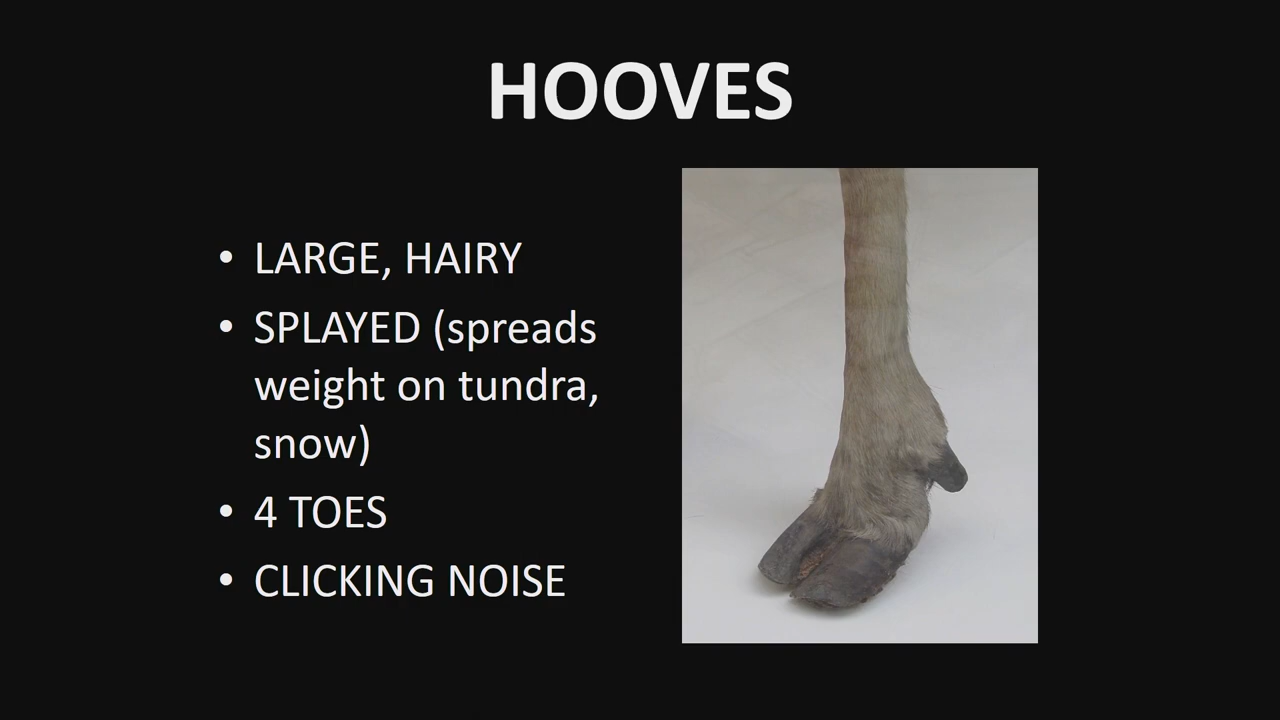 HOOVES
• LARGE, HAIRY
• SPLAYED (spreads
weight on tundra,
snow)
• 4 TOES
• CLICKING NOISE